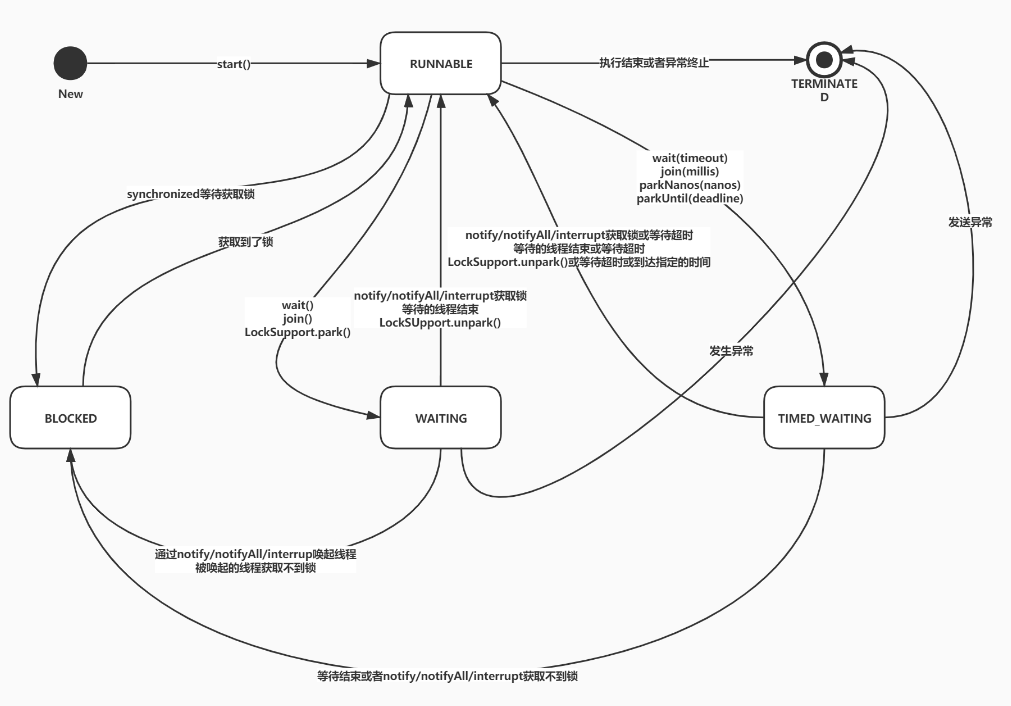 start()
New
RUNNABLE
执行结束或者异常终止
TERMINATE
D
synchronized等待获取锁
获取到了锁
wait(timeout)
join(millis)
parkNanos(nanos)
parkUntil(deadline)
发送异常
notify/notifyAll/interrupt获取锁或等待超时
等待的线程结束或等待超时
LockSupport.unpark()或等待超时或到达指定的时间
wait()
join()
LockSupport.park()
notify/notifyAll/interrupt获取锁
等待的线程结束
LockSUpport.unpark()
发生异常
BLOCKED
WAITING
TIMED_WAITING
通过notify/notifyAll/interrup唤起线程
被唤起的线程获取不到锁
等待结束或者notify/notifyAll/interrupt获取不到锁